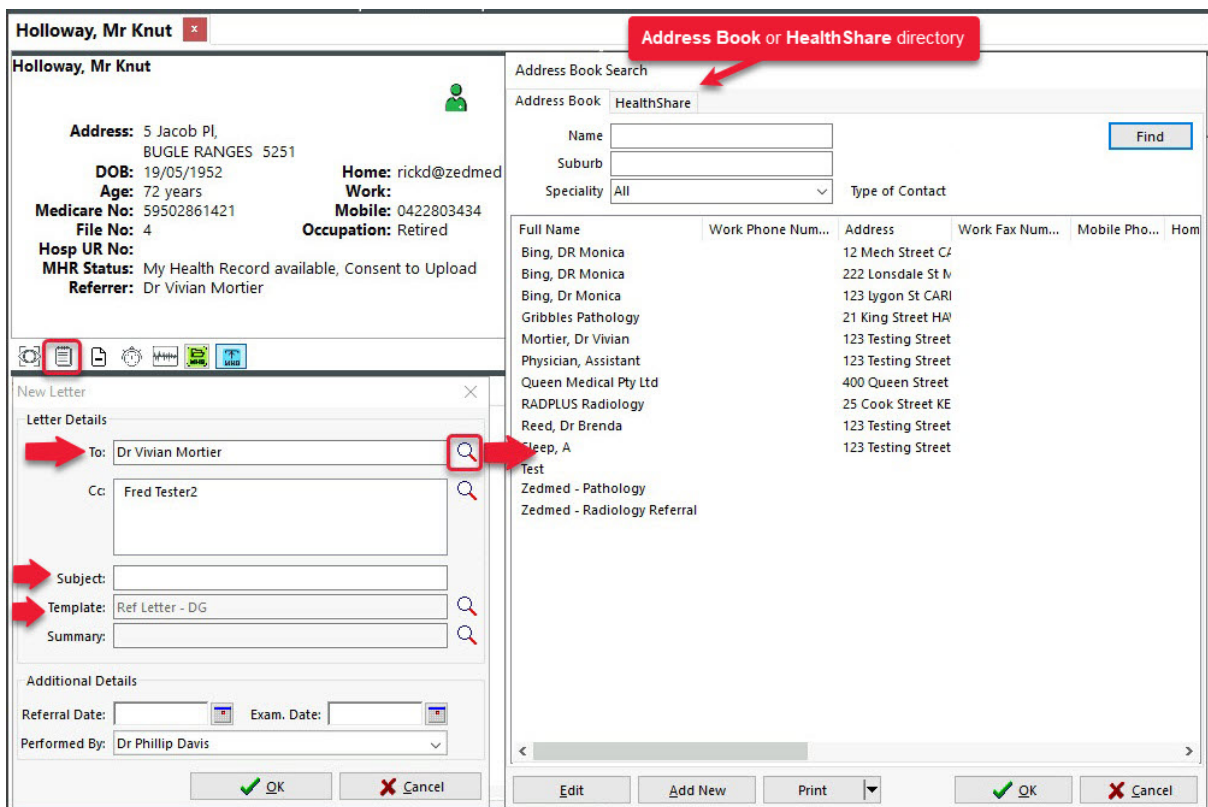 Holloway, Mr Knut x
Address Book or HealthShare directory
Holloway, Mr Knut
Address: 5 Jacob Pl,
BUGLE RANGES 5251
DOB: 19/05/1952 Home: rickd@zedmed
Age: 72 years Work:
Medicare No: 59502861421 Mobile: 0422803434
File No: 4 Occupation: Retired
Hosp UR No:
MHR Status: My Health Record available, Consent to Upload
Referrer: Dr Vivian Mortier
New Letter
Letter Details
To: Dr Vivian Mortier
Cc: Fred Tester2
Subject:
Template: Ref Letter - DG
Summary:
Additional Details
Referral Date: Exam. Date:
Performed By: Dr Phillip Davis
OK Cancel
Address Book Search
Address Book HealthShare
Name Find
Suburb
Speciality All Type of Contact
Full Name Work Phone Num... Address Work Fax Num... Mobile Pho... Hom
Bing, DR Monica 12 Mech Street CA
Bing, DR Monica 222 Lonsdale St M
Bing, Dr Monica 123 Lygon St CARI
Gribbles Pathology 21 King Street HA
Mortier, Dr Vivian 123 Testing Street
Physician, Assistant 123 Testing Street
Queen Medical Pty Ltd 400 Queen Street
RADPLUS Radiology 25 Cook Street KE
Reed, Dr Brenda 123 Testing Street
Sleep, A 123 Testing Street
Test
Zedmed - Pathology
Zedmed - Radiology Referral
Edit Add New Print OK Cancel